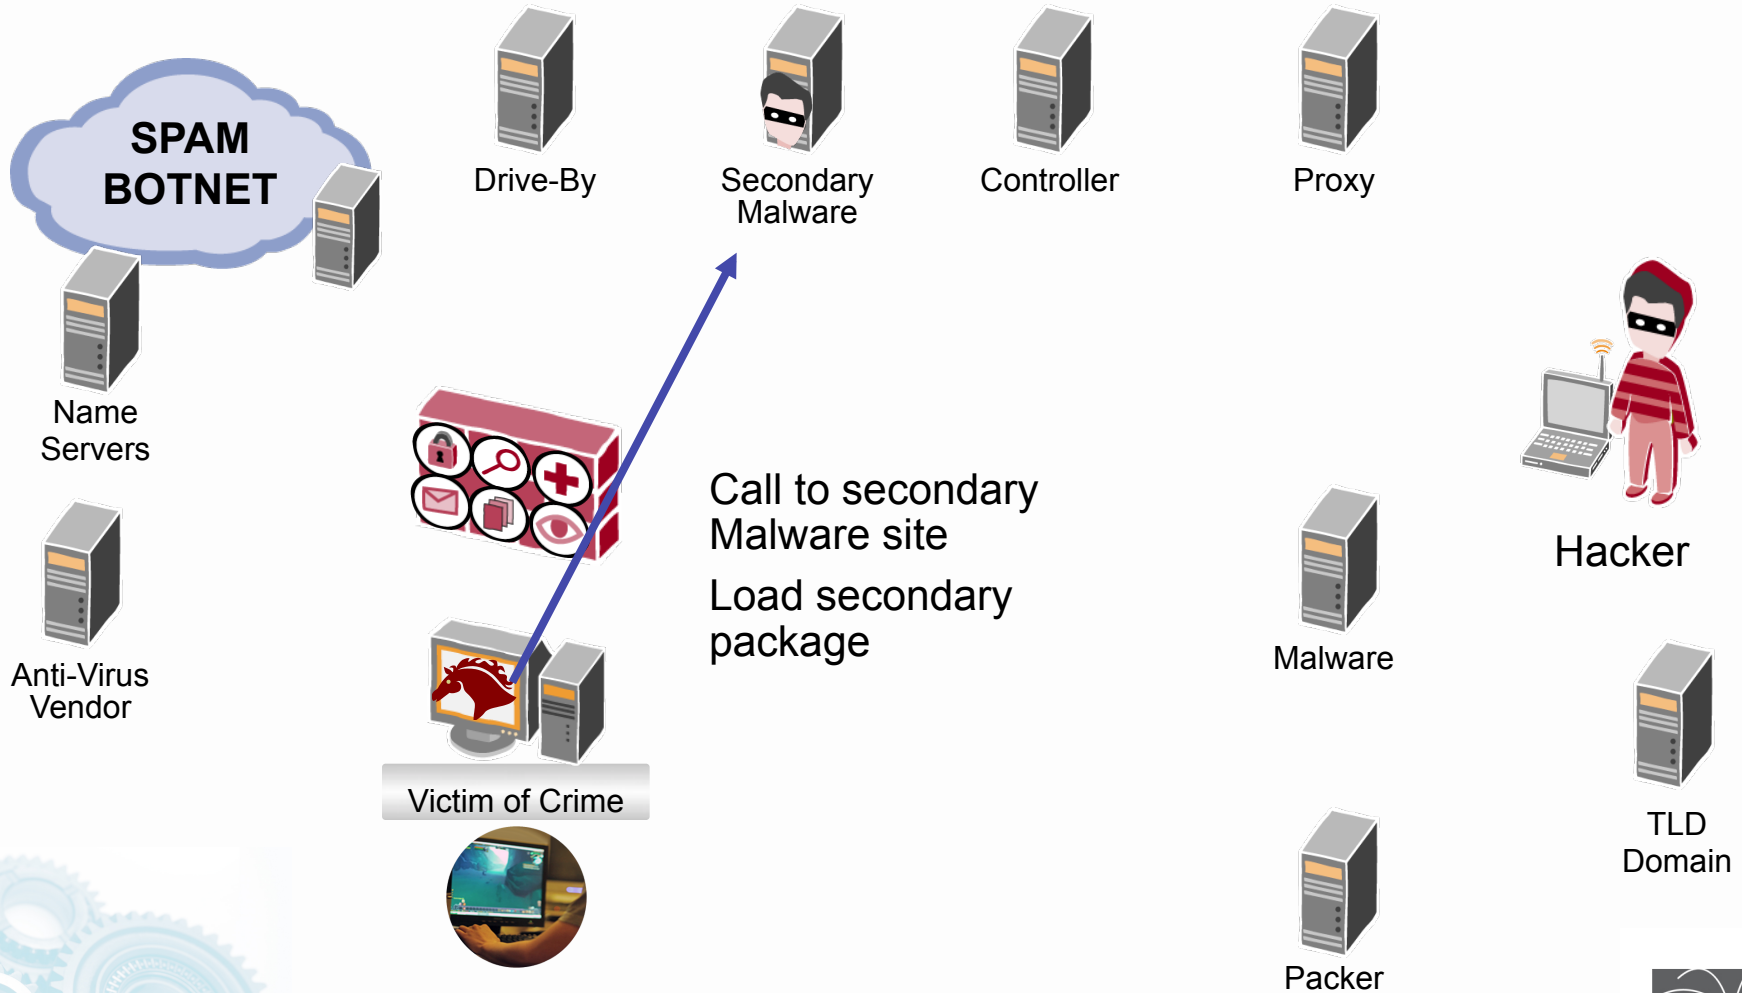 SPAM
BOTNET
Drive-By
Secondary
Malware
Controller
Proxy
Name
Servers
Call to secondary
Malware site
Load secondary
package
Hacker
Malware
Anti-Virus
Vendor
Victim of Crime
TLD
Domain
Packer